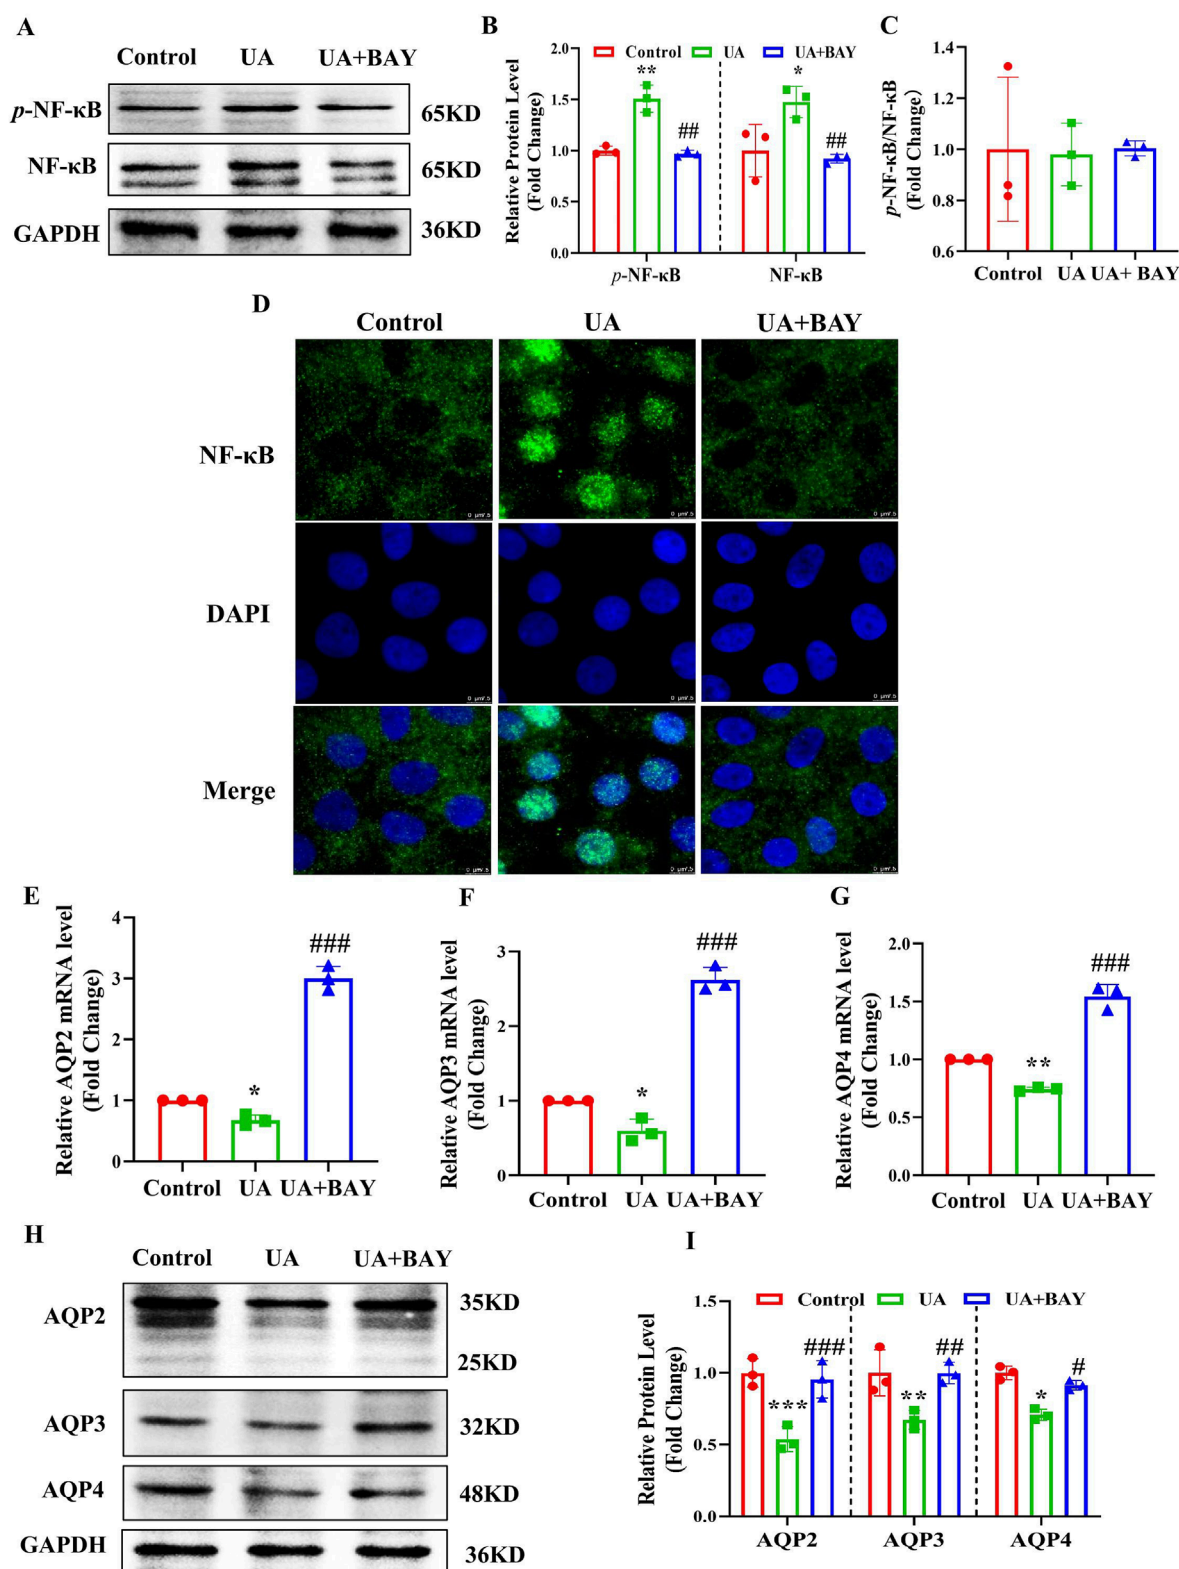 A
Control UA UA+BAY
p-NF-κB 65KD
NF-κB 65KD
GAPDH 36KD
B
Control UA UA+BAY
Relative Protein Level
(Fold Change)
2.0
1.5
1.0
0.5
0.0
** ## * ##
p-NF-κB NF-κB
C
p-NF-κB/NF-κB
(Fold Change)
1.4
1.2
1.0
0.8
0.6
Control UA UA+ BAY
D
Control UA UA+BAY
NF-κB
DAPI
Merge
E
Relative AQP2 mRNA level
(Fold Change)
4
3
2
1
0
* ###
Control UA UA+BAY
F
Relative AQP3 mRNA level
(Fold Change)
3
2
1
0
* ###
Control UA UA+BAY
G
Relative AQP4 mRNA level
(Fold Change)
2.0
1.5
1.0
0.5
0.0
** ###
Control UA UA+BAY
H
Control UA UA+BAY
AQP2 35KD
25KD
AQP3 32KD
AQP4 48KD
GAPDH 36KD
I
Control UA UA+BAY
Relative Protein Level
(Fold Change)
1.5
1.0
0.5
0.0
*** ### ** ## * #
AQP2 AQP3 AQP4